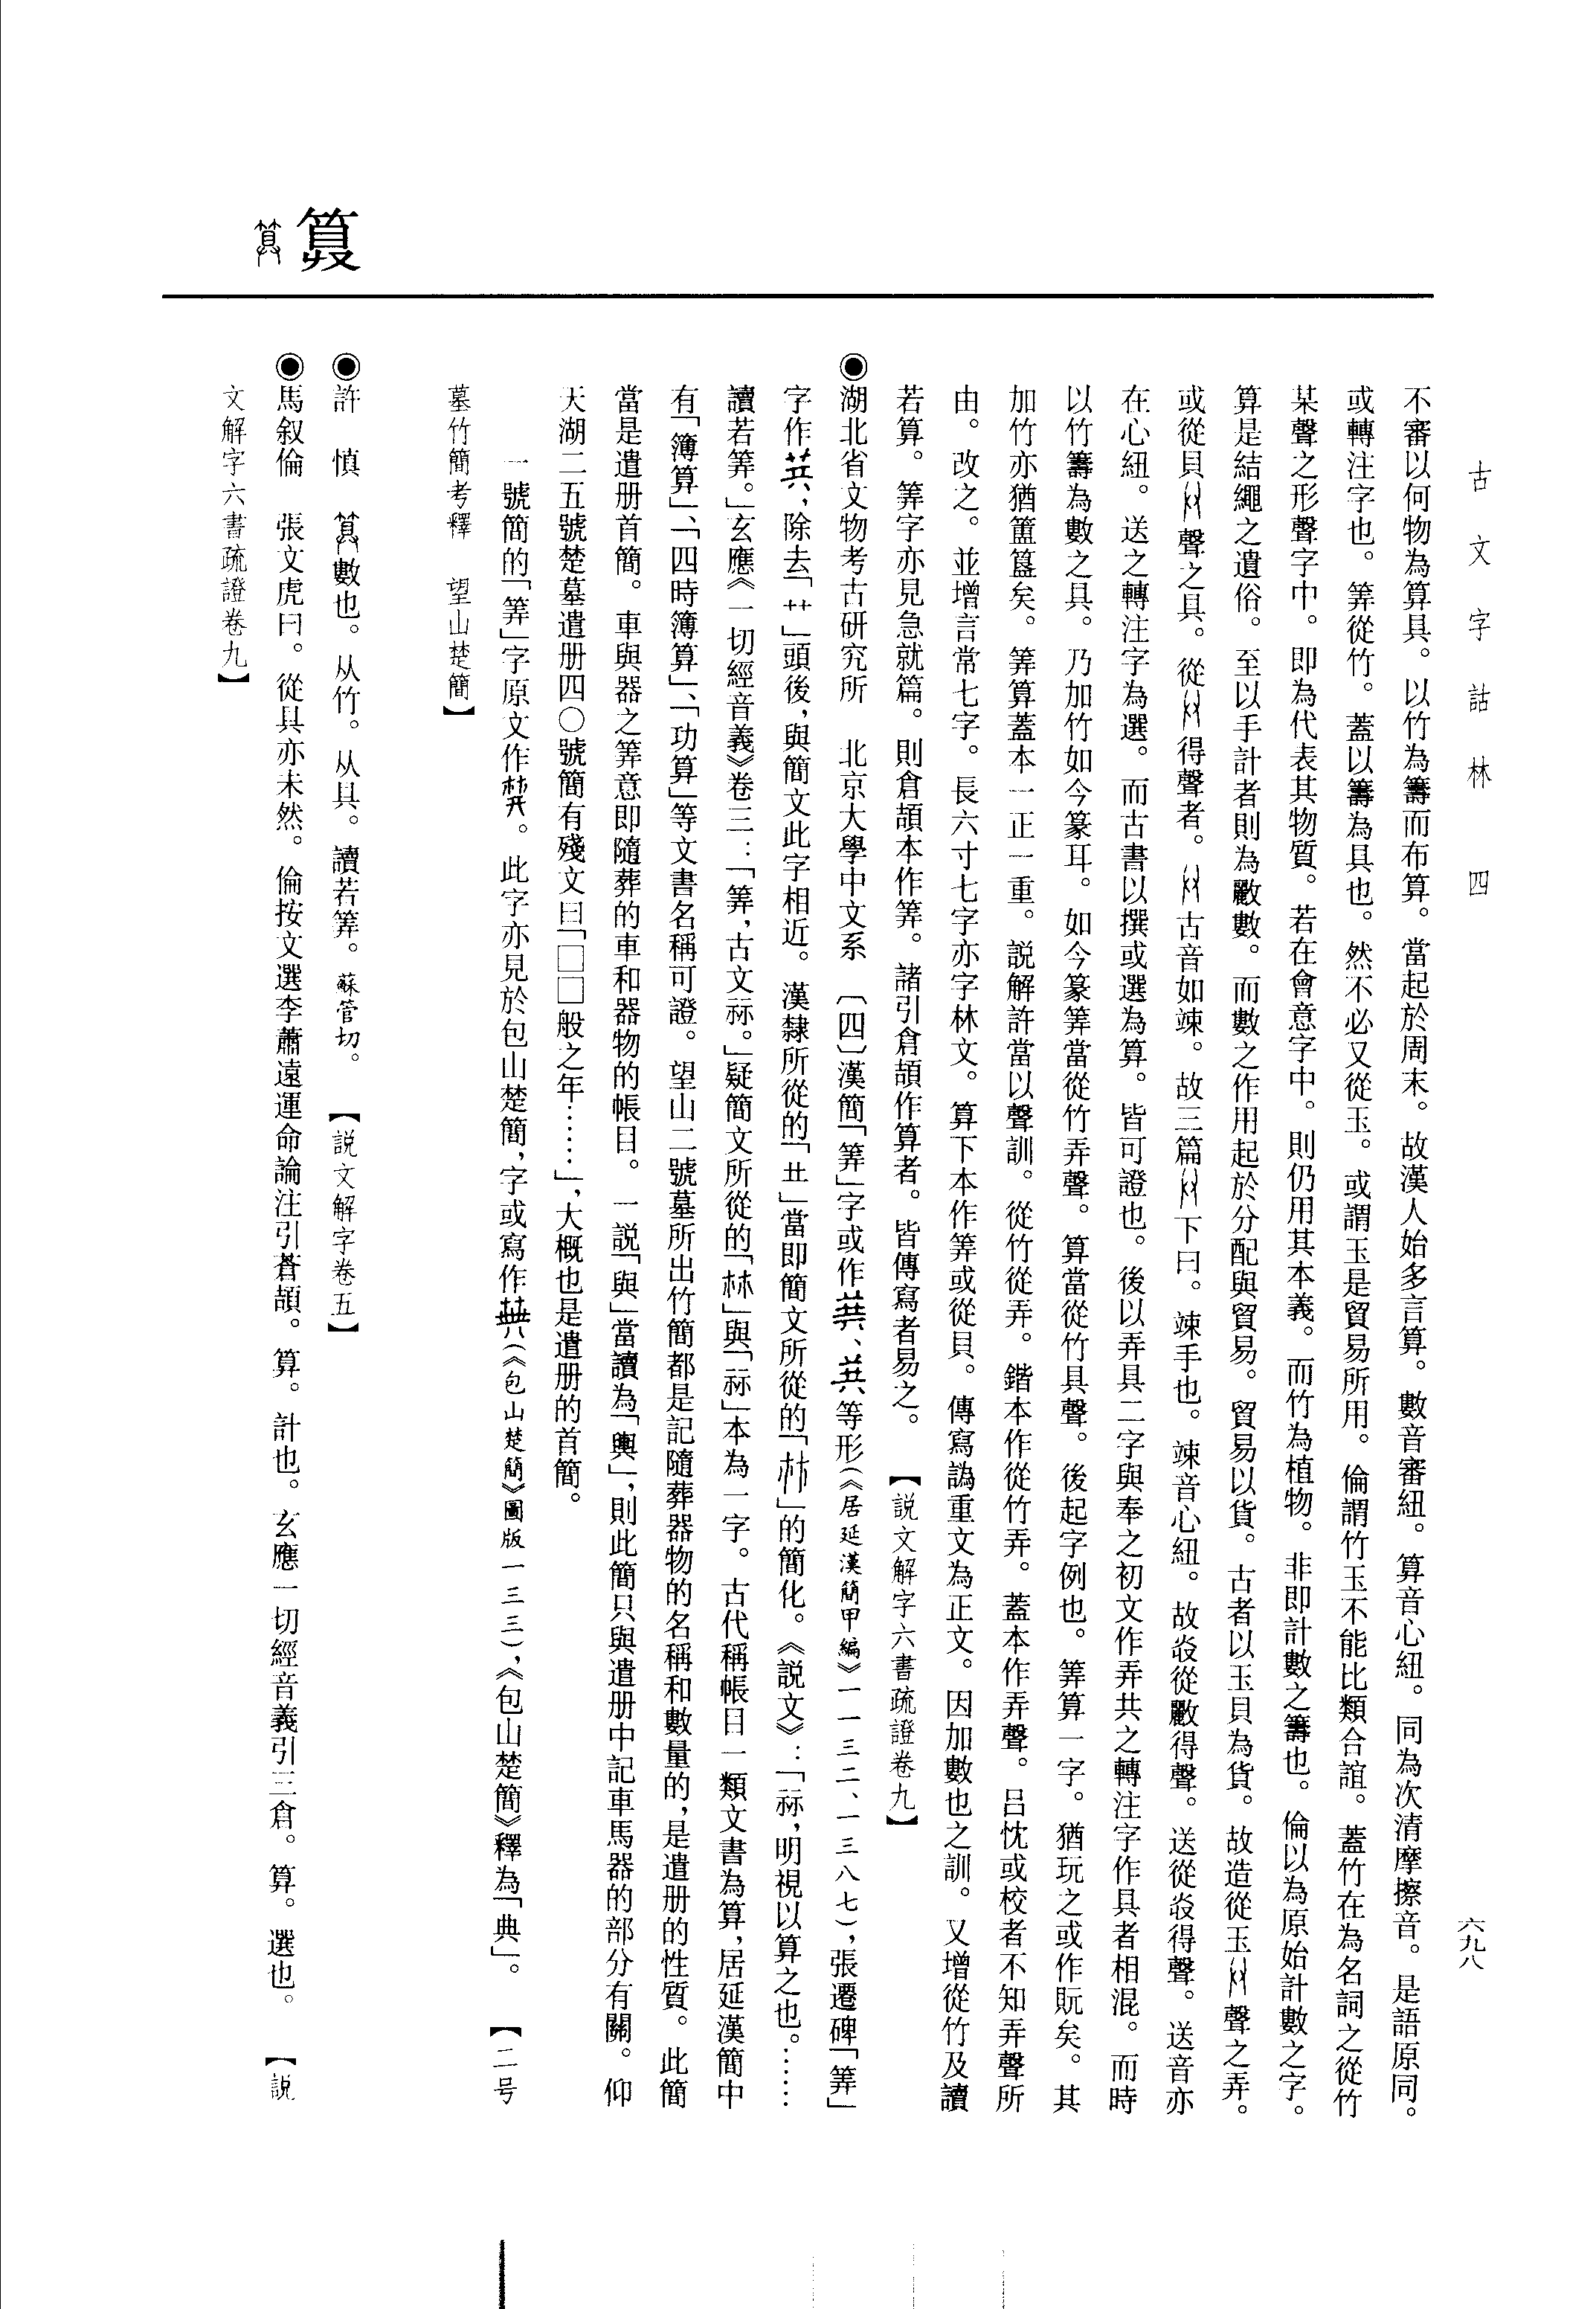 古文字詁林 四
六九八
不審以何物為算具。以竹為籌而布算。當起於周末。故漢人始多言算。數音審紐。算音心紐。同為次清摩擦音。是語原同。
或轉注字也。筭從竹。蓋以籌為具也。然不必又從玉。或謂玉是貿易所用。倫謂竹玉不能比類合誼。蓋竹在為名詞之從竹
某聲之形聲字中。即為代表其物質。若在會意字中。則仍用其本義。而竹為植物。非即計數之籌也。倫以為原始計數之字。
算是結繩之遺俗。至以手計者則為數。而數之作用起於分配與貿易。貿易以貨。古者以玉貝為貨。故造從玉𠬞聲之弄。
或從貝𠬞聲之具。從𠬞得聲者。𠬞古音如竦。故三篇𠬞下曰。竦手也。竦音心紐。故从得聲。送從得聲。送音亦
在心紐。送之轉注字為選。而古書以撰或選為算。皆可證也。後以弄具二字與奉之初文作弄共之轉注字作具者相混。而時
以竹籌為數之具。乃加竹如今篆耳。如今篆筭當從竹弄聲。算當從竹具聲。後起字例也。筭算一字。猶玩之或作貦矣。其
加竹亦猶簠簋矣。筭算蓋本一正一重。説解許當以聲訓。從竹從弄。鍇本作從竹弄。蓋本作弄聲。呂忱或校者不知弄聲所
由。改之。並增言常七字。長六寸七字亦字林文。算下本作筭或從貝。傳寫譌重文為正文。因加數也之訓。又增從竹及讀
若算。筭字亦見急就篇。則倉頡本作筭。諸引倉頡作算者。皆傳寫者易之。 【説文解字六書疏證卷九】
◉湖北省文物考古研究所 北京大學中文系 〔四〕漢簡「筭」字或作、等形（《居延漢簡甲編》一一三二、一三八七），張遷碑「筭」
字作，除去「艹」頭後，與簡文此字相近。漢隸所從的「」當即簡文所從的「」的簡化。《説文》：「祘，明視以算之也。……
讀若筭。」玄應《一切經音義》卷三：「筭，古文祘。」疑簡文所從的「」與「祘」本為一字。古代稱帳目一類文書為算，居延漢簡中
有「簿算」、「四時簿算」、「功算」等文書名稱可證。望山二號墓所出竹簡都是記隨葬器物的名稱和數量的，是遣册的性質。此簡
當是遣册首簡。車與器之筭意即隨葬的車和器物的帳目。一説「與」當讀為「輿」，則此簡只與遣册中記車馬器的部分有關。仰
天湖二五號楚墓遣册四〇號簡有殘文曰「□□般之年……」，大概也是遣册的首簡。
一號簡的「筭」字原文作。此字亦見於包山楚簡，字或寫作（《包山楚簡》圖版一三三），《包山楚簡》釋為「典」。 【二号
墓竹簡考釋 望山楚簡】
算
◉許 慎 數也。从竹。从具。讀若筭。蘇管切。 【説文解字卷五】
◉馬叙倫 張文虎曰。從具亦未然。倫按文選李蕭遠運命論注引蒼頡。算。計也。玄應一切經音義引三倉。算。選也。 【説
文解字六書疏證卷九】